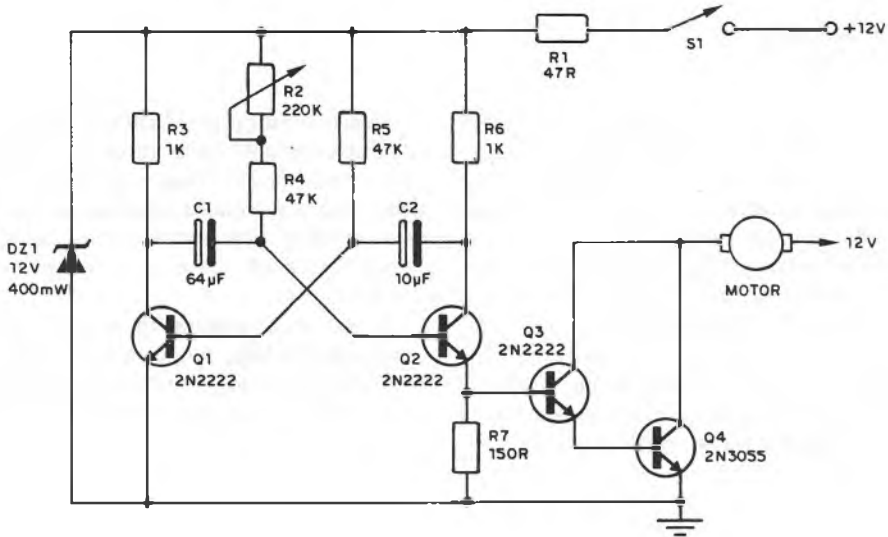 +12V
S1
R1
47R
R2
220K
R3
1K
R5
47K
R6
1K
R4
47K
C1
64µF
C2
10µF
DZ1
12V
400mW
12V
MOTOR
Q1
2N2222
Q2
2N2222
Q3
2N2222
R7
150R
Q4
2N3055